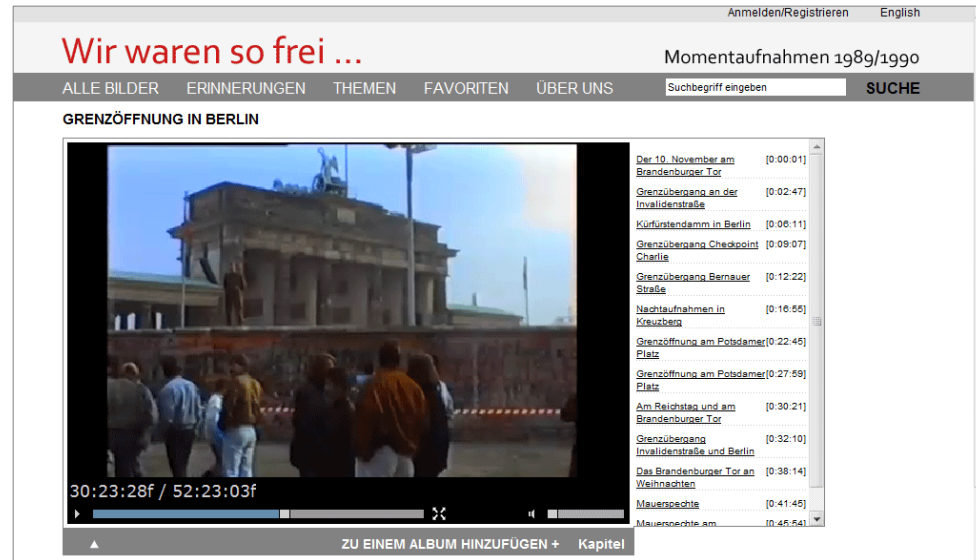 Anmelden/Registrieren English
Wir waren so frei ...
Momentaufnahmen 1989/1990
ALLE BILDER ERINNERUNGEN THEMEN FAVORITEN ÜBER UNS Suchbegriff eingeben SUCHE
GRENZÖFFNUNG IN BERLIN
Der 10. November am [0:00:01]
Brandenburger Tor
Grenzübergang an der [0:02:47]
Invalidenstraße
Kürfürstendamm in Berlin [0:06:11]
Grenzübergang Checkpoint [0:09:07]
Charlie
Grenzübergang Bernauer [0:12:22]
Straße
Nachtaufnahmen in [0:16:55]
Kreuzberg
Grenzöffnung am Potsdamer [0:22:45]
Platz
Grenzöffnung am Potsdamer [0:27:59]
Platz
Am Reichstag und am [0:30:21]
Brandenburger Tor
Grenzübergang [0:32:10]
Invalidenstraße und Berlin
Das Brandenburger Tor an [0:38:14]
Weihnachten
Mauerspechte [0:41:45]
Mauerspechte am [0:45:54]
30:23:28f / 52:23:03f
ZU EINEM ALBUM HINZUFÜGEN + Kapitel